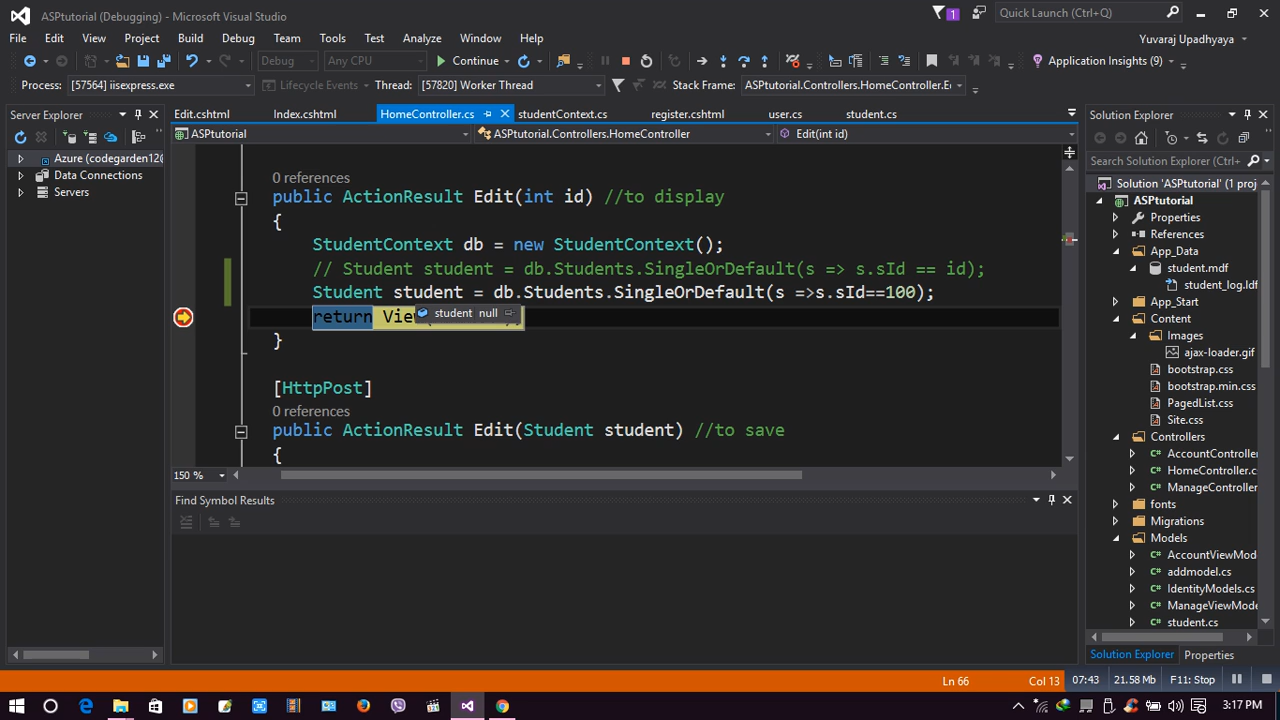 ASPtutorial (Debugging) - Microsoft Visual Studio
1
Quick Launch (Ctrl+Q)
File Edit View Project Build Debug Team Tools Test Analyze Window Help
Yuvaraj Upadhyaya
Debug
Any CPU
Continue
Application Insights (9)
Process: [57564] iisexpress.exe
Lifecycle Events
Thread: [57820] Worker Thread
Stack Frame: ASPtutorial.Controllers.HomeController.Ec
Server Explorer
Azure (codegarden12@
Data Connections
Servers
Edit.cshtml Index.cshtml HomeController.cs studentContext.cs register.cshtml user.cs student.cs
ASPtutorial
ASPtutorial.Controllers.HomeController
Edit(int id)
0 references
public ActionResult Edit(int id) //to display
{
StudentContext db = new StudentContext();
// Student student = db.Students.SingleOrDefault(s => s.sId == id);
Student student = db.Students.SingleOrDefault(s =>s.sId==100);
return Vie
student null
}
[HttpPost]
0 references
public ActionResult Edit(Student student) //to save
{
150 %
Find Symbol Results
Solution Explorer
Search Solution Explorer (Ctrl+
Solution 'ASPtutorial' (1 proj
ASPtutorial
Properties
References
App_Data
student.mdf
student_log.ldf
App_Start
Content
Images
ajax-loader.gif
bootstrap.css
bootstrap.min.css
PagedList.css
Site.css
Controllers
AccountControlle
HomeController.c
ManageController
fonts
Migrations
Models
AccountViewMod
addmodel.cs
IdentityModels.cs
ManageViewMode
student.cs
Solution Explorer Properties
Ln 66
Col 13
07:43
21.58 Mb
F11: Stop
3:17 PM